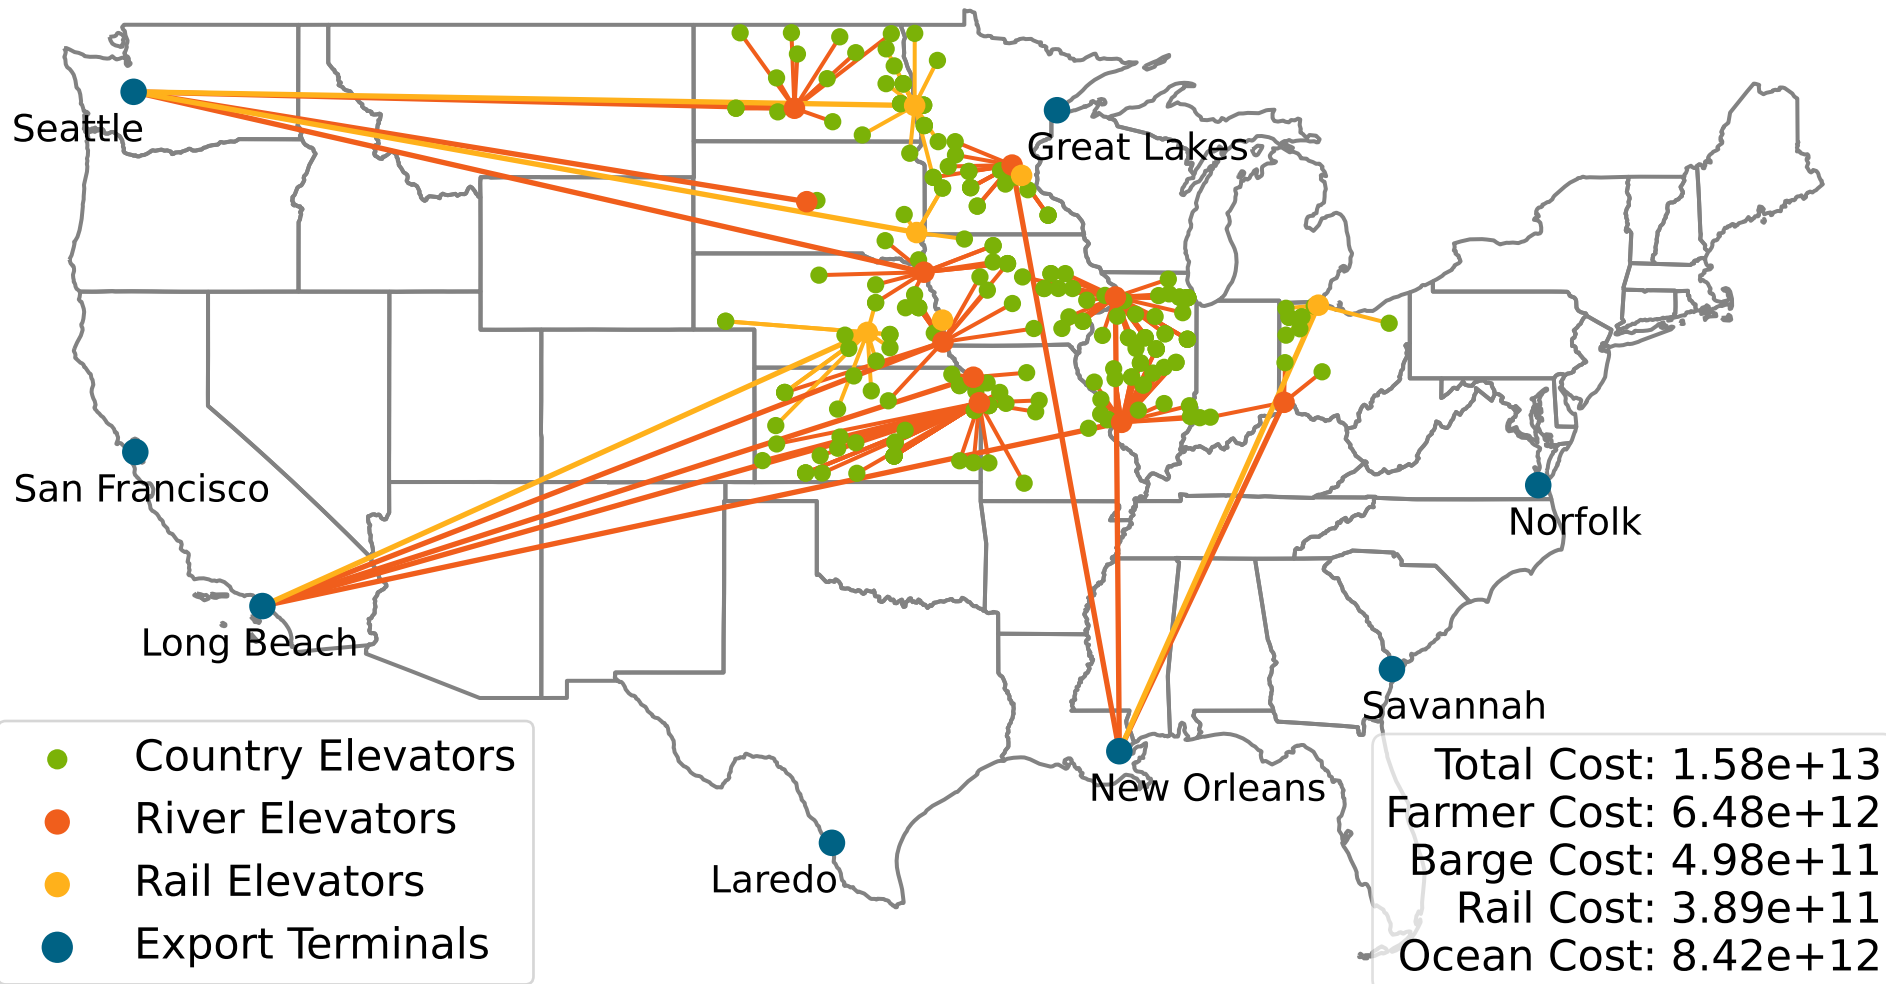 Seattle
Great Lakes
San Francisco
Norfolk
Long Beach
Savannah
New Orleans
Laredo
Country Elevators
River Elevators
Rail Elevators
Export Terminals
Total Cost: 1.58e+13
Farmer Cost: 6.48e+12
Barge Cost: 4.98e+11
Rail Cost: 3.89e+11
Ocean Cost: 8.42e+12